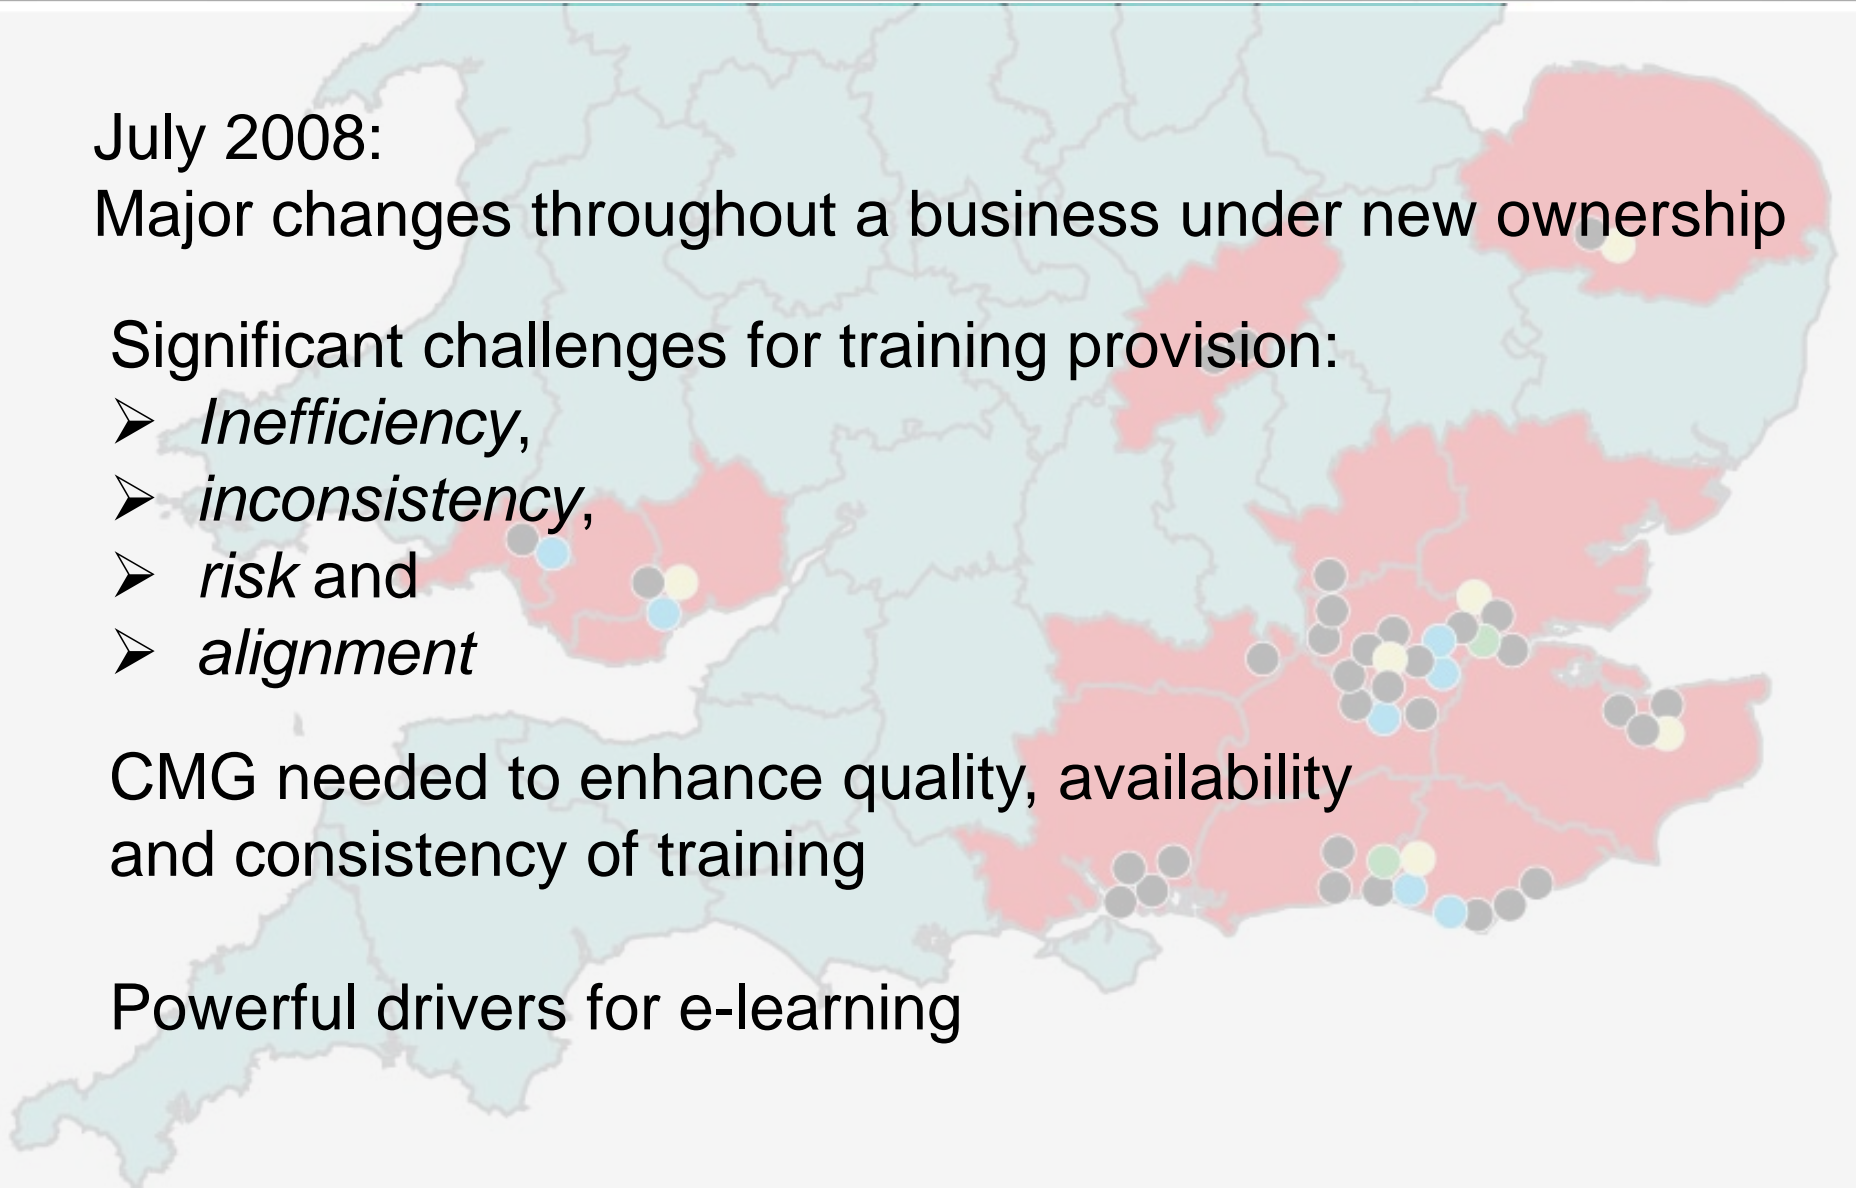 July 2008:
Major changes throughout a business under new ownership
Significant challenges for training provision:
➢ Inefficiency,
➢ inconsistency,
➢ risk and
➢ alignment
CMG needed to enhance quality, availability
and consistency of training
Powerful drivers for e-learning